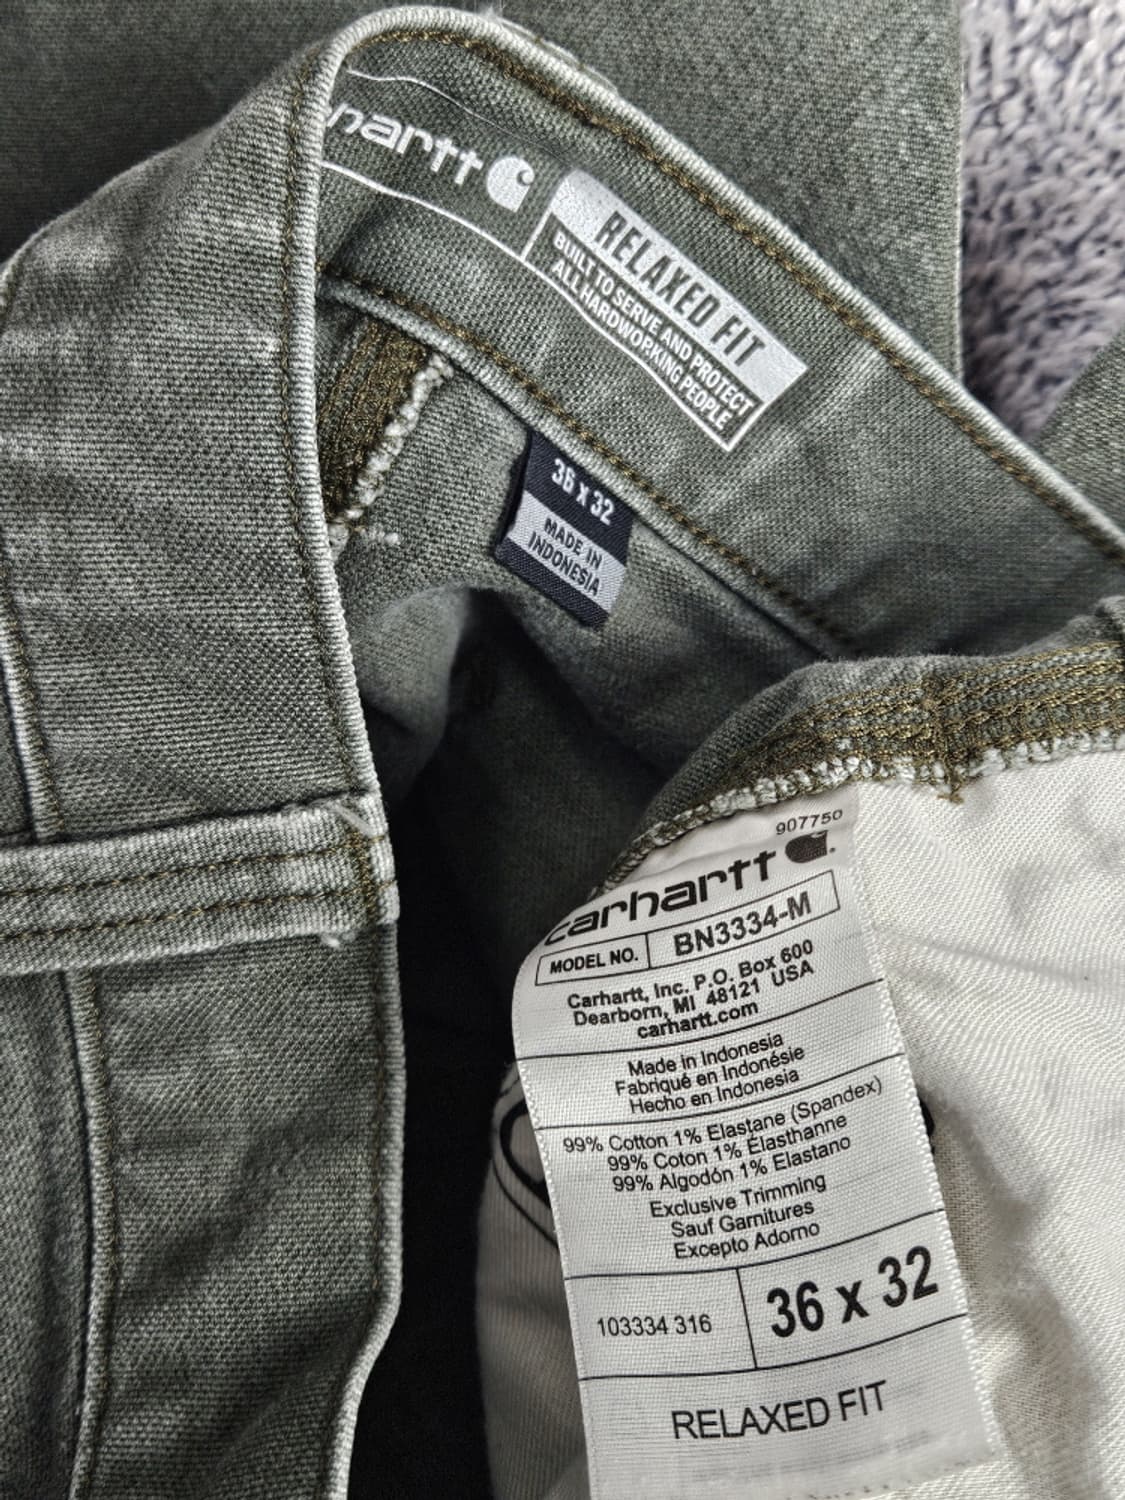 hartt
RELAXED FIT
BUILT TO SERVE AND PROTECT
ALL HARDWORKING PEOPLE
36 x 32
MADE IN
INDONESIA
907750
carhartt
MODEL NO. BN3334-M
Carhartt, Inc. P.O. Box 600
Dearborn, MI 48121 USA
carhartt.com
Made in Indonesia
Fabriqué en Indonésie
Hecho en Indonesia
99% Cotton 1% Elastane (Spandex)
99% Coton 1% Élasthanne
99% Algodón 1% Elastano
Exclusive Trimming
Sauf Garnitures
Excepto Adorno
103334 316 36 x 32
RELAXED FIT